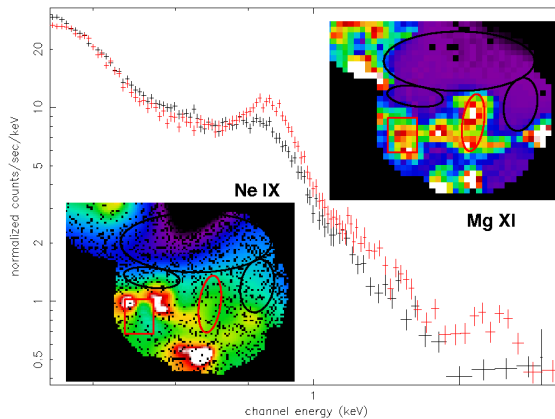 20
10
5
2
1
0.5
normalized counts/sec/keV
Ne IX
Mg XI
1
channel energy (keV)